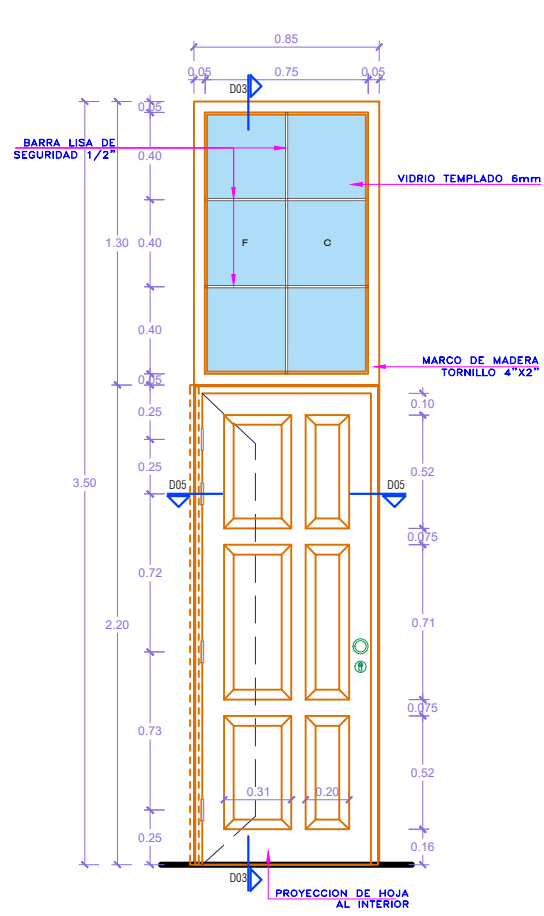 0.85
0.05 0.75 0.05
D03
0.05
BARRA LISA DE
SEGURIDAD 1/2"
0.40
VIDRIO TEMPLADO 6mm
1.30 0.40 F C
0.40
MARCO DE MADERA
TORNILLO 4"X2"
0.05
0.25
0.10
0.25
0.52
3.50
D05 D05
0.075
0.72
2.20
0.71
0.075
0.73
0.52
0.31 0.20
0.25
0.16
D03
PROYECCION DE HOJA
AL INTERIOR